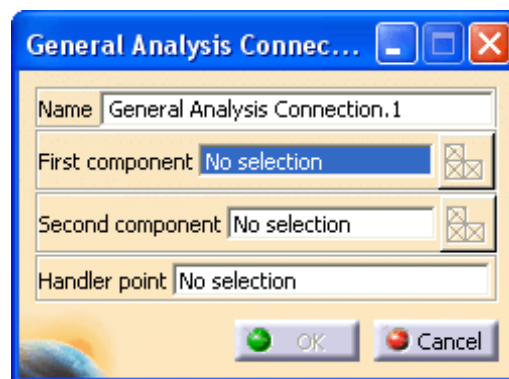 General Analysis Connec...
Name General Analysis Connection.1
First component No selection
Second component No selection
Handler point No selection
OK Cancel